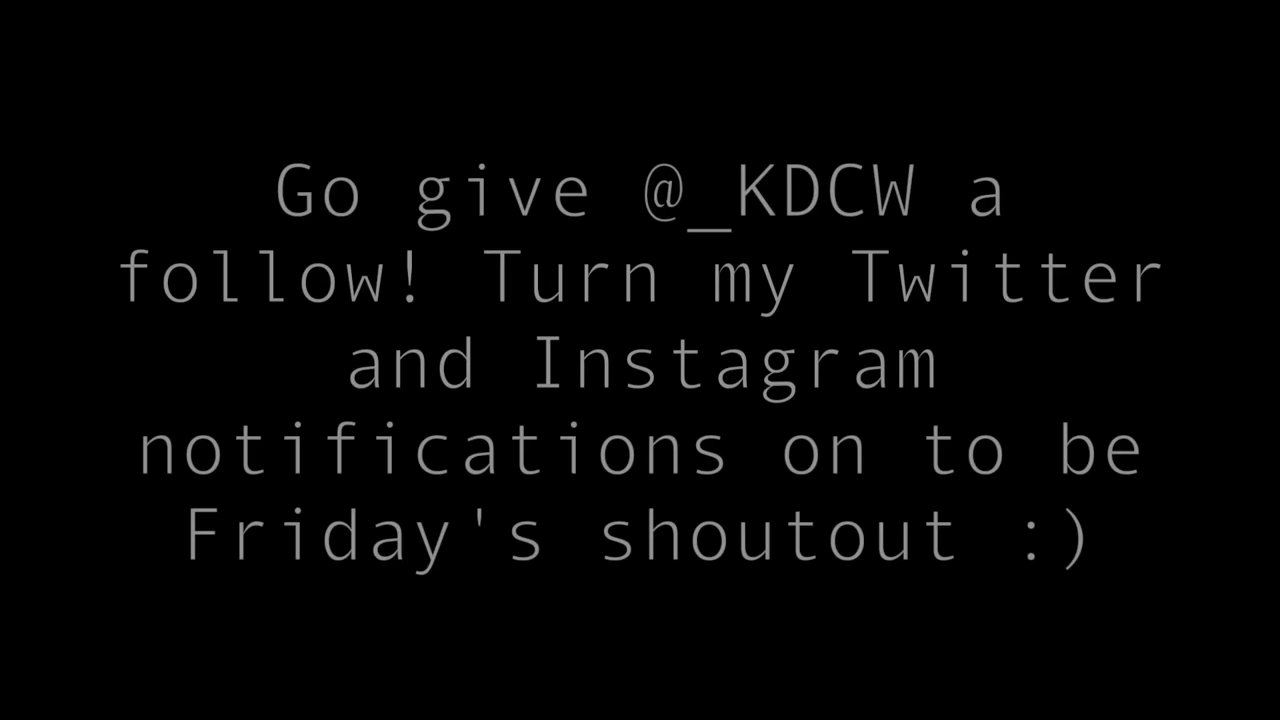 Go give @_KDCW a
follow! Turn my Twitter
and Instagram
notifications on to be
Friday's shoutout :)